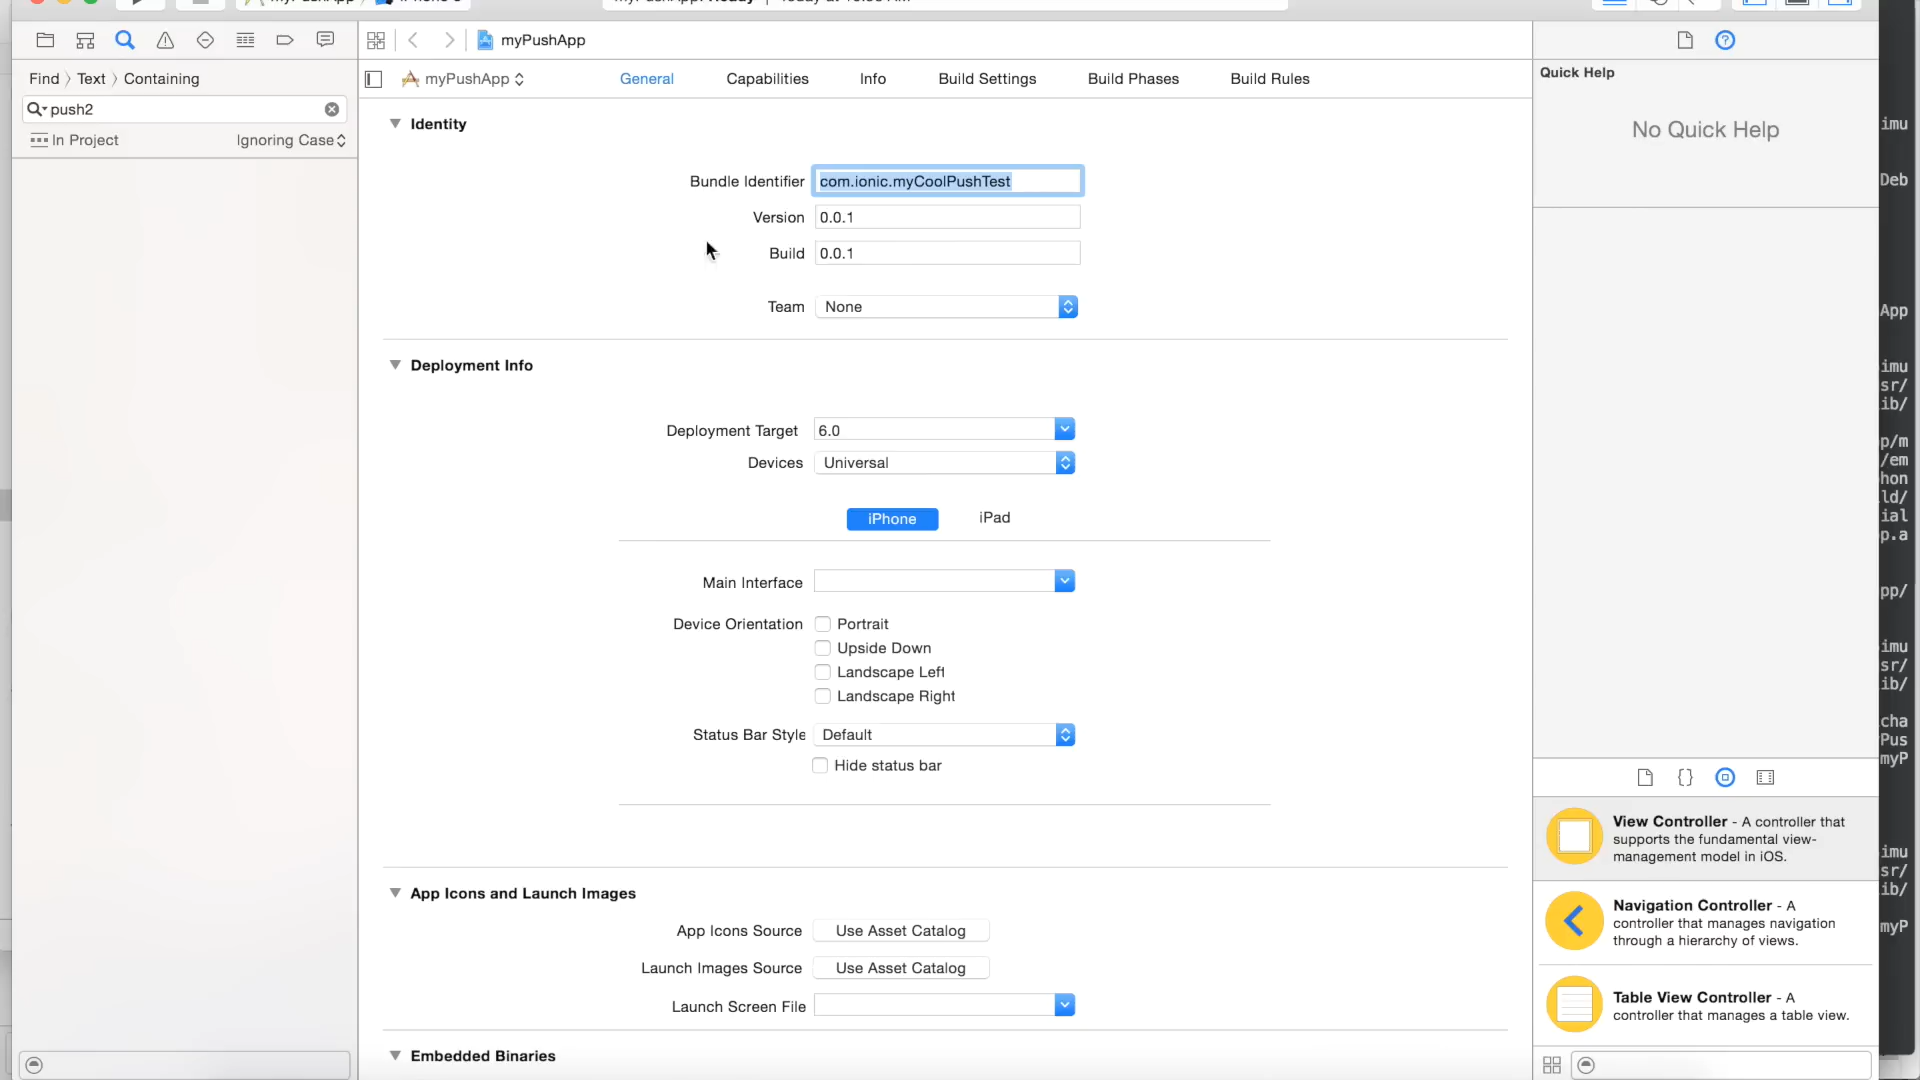 myPushApp
Find 〉 Text 〉 Containing
push2
In Project
Ignoring Case
myPushApp
General
Capabilities
Info
Build Settings
Build Phases
Build Rules
Identity
Bundle Identifier com.ionic.myCoolPushTest
Version 0.0.1
Build 0.0.1
Team None
Deployment Info
Deployment Target 6.0
Devices Universal
iPhone iPad
Main Interface
Device Orientation Portrait
Upside Down
Landscape Left
Landscape Right
Status Bar Style Default
Hide status bar
App Icons and Launch Images
App Icons Source Use Asset Catalog
Launch Images Source Use Asset Catalog
Launch Screen File
Embedded Binaries
Quick Help
No Quick Help
View Controller - A controller that
supports the fundamental view-
management model in iOS.
Navigation Controller - A
controller that manages navigation
through a hierarchy of views.
Table View Controller - A
controller that manages a table view.
imu
Deb
App
imu
sr/
ib/
p/m
/em
hon
ld/
ial
p.a
pp/
imu
sr/
ib/
cha
Pus
myP
imu
sr/
ib/
myP